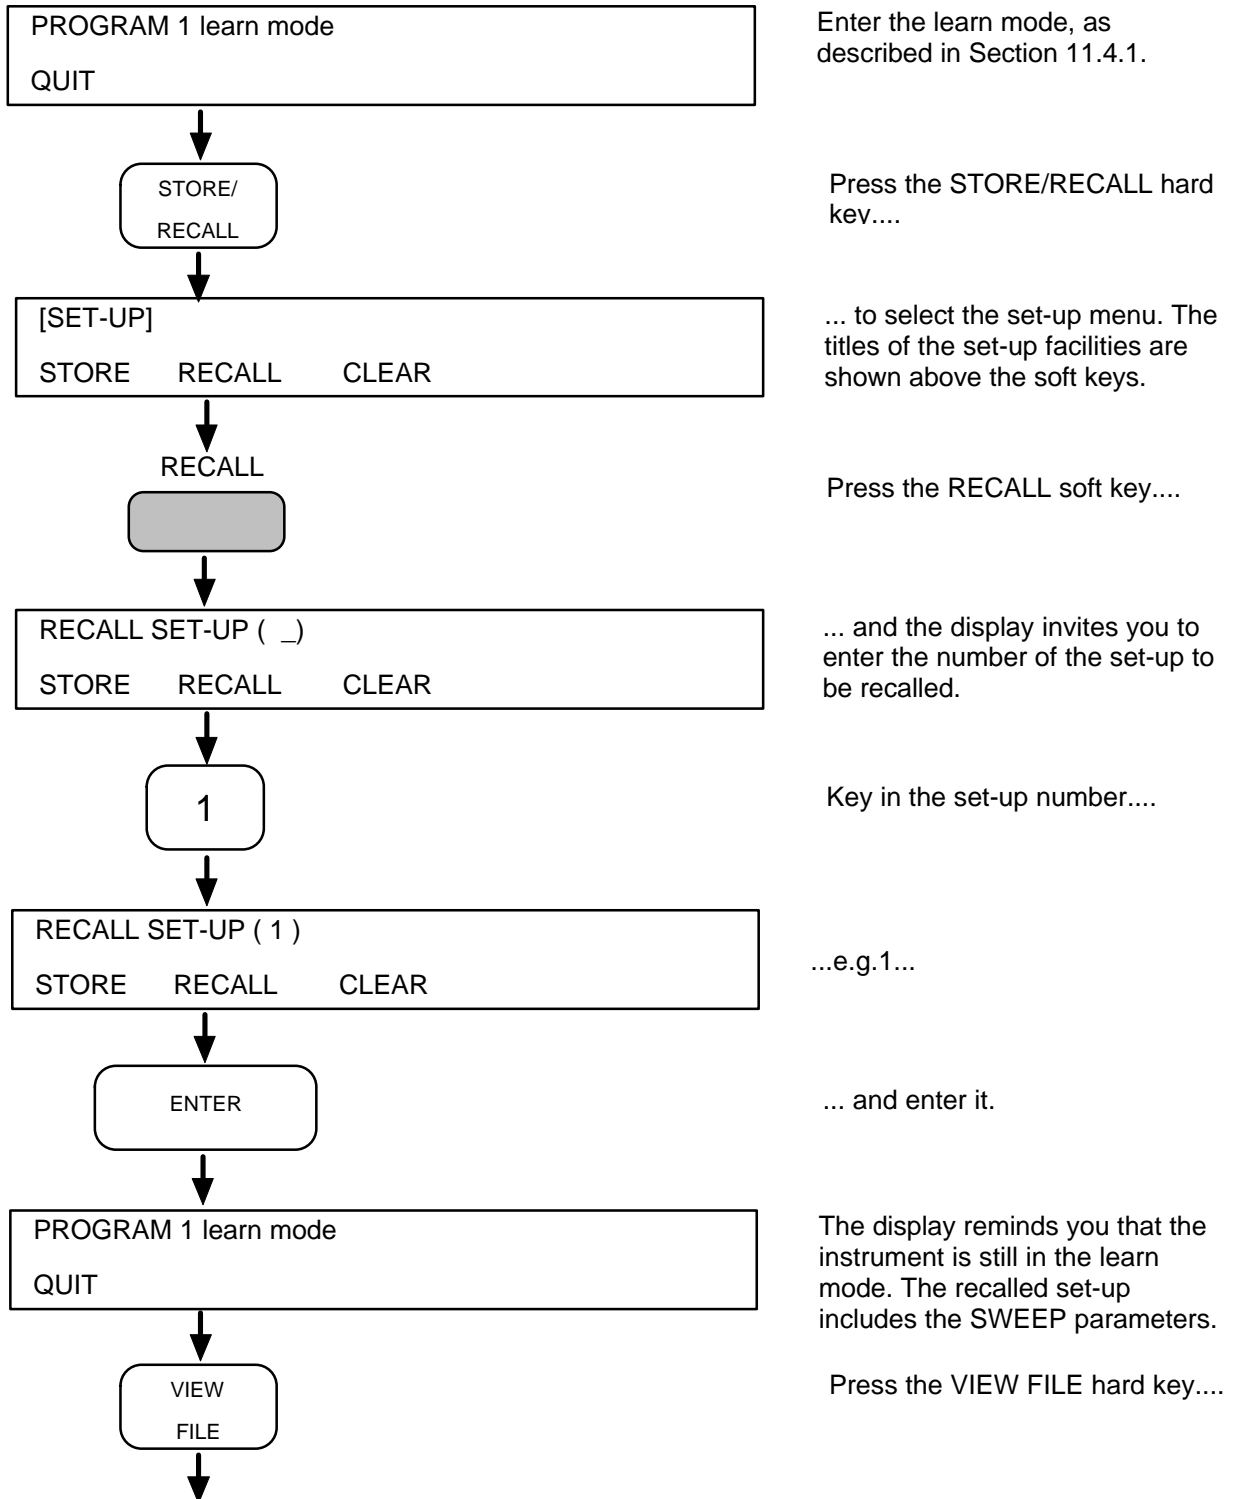 PROGRAM 1 learn mode
QUIT
Enter the learn mode, as
described in Section 11.4.1.
STORE/
RECALL
Press the STORE/RECALL hard
kev....
[SET-UP]
STORE RECALL CLEAR
... to select the set-up menu. The
titles of the set-up facilities are
shown above the soft keys.
RECALL
Press the RECALL soft key....
RECALL SET-UP ( _)
STORE RECALL CLEAR
... and the display invites you to
enter the number of the set-up to
be recalled.
1
Key in the set-up number....
RECALL SET-UP ( 1 )
STORE RECALL CLEAR
...e.g.1...
ENTER
... and enter it.
PROGRAM 1 learn mode
QUIT
The display reminds you that the
instrument is still in the learn
mode. The recalled set-up
includes the SWEEP parameters.
VIEW
FILE
Press the VIEW FILE hard key....